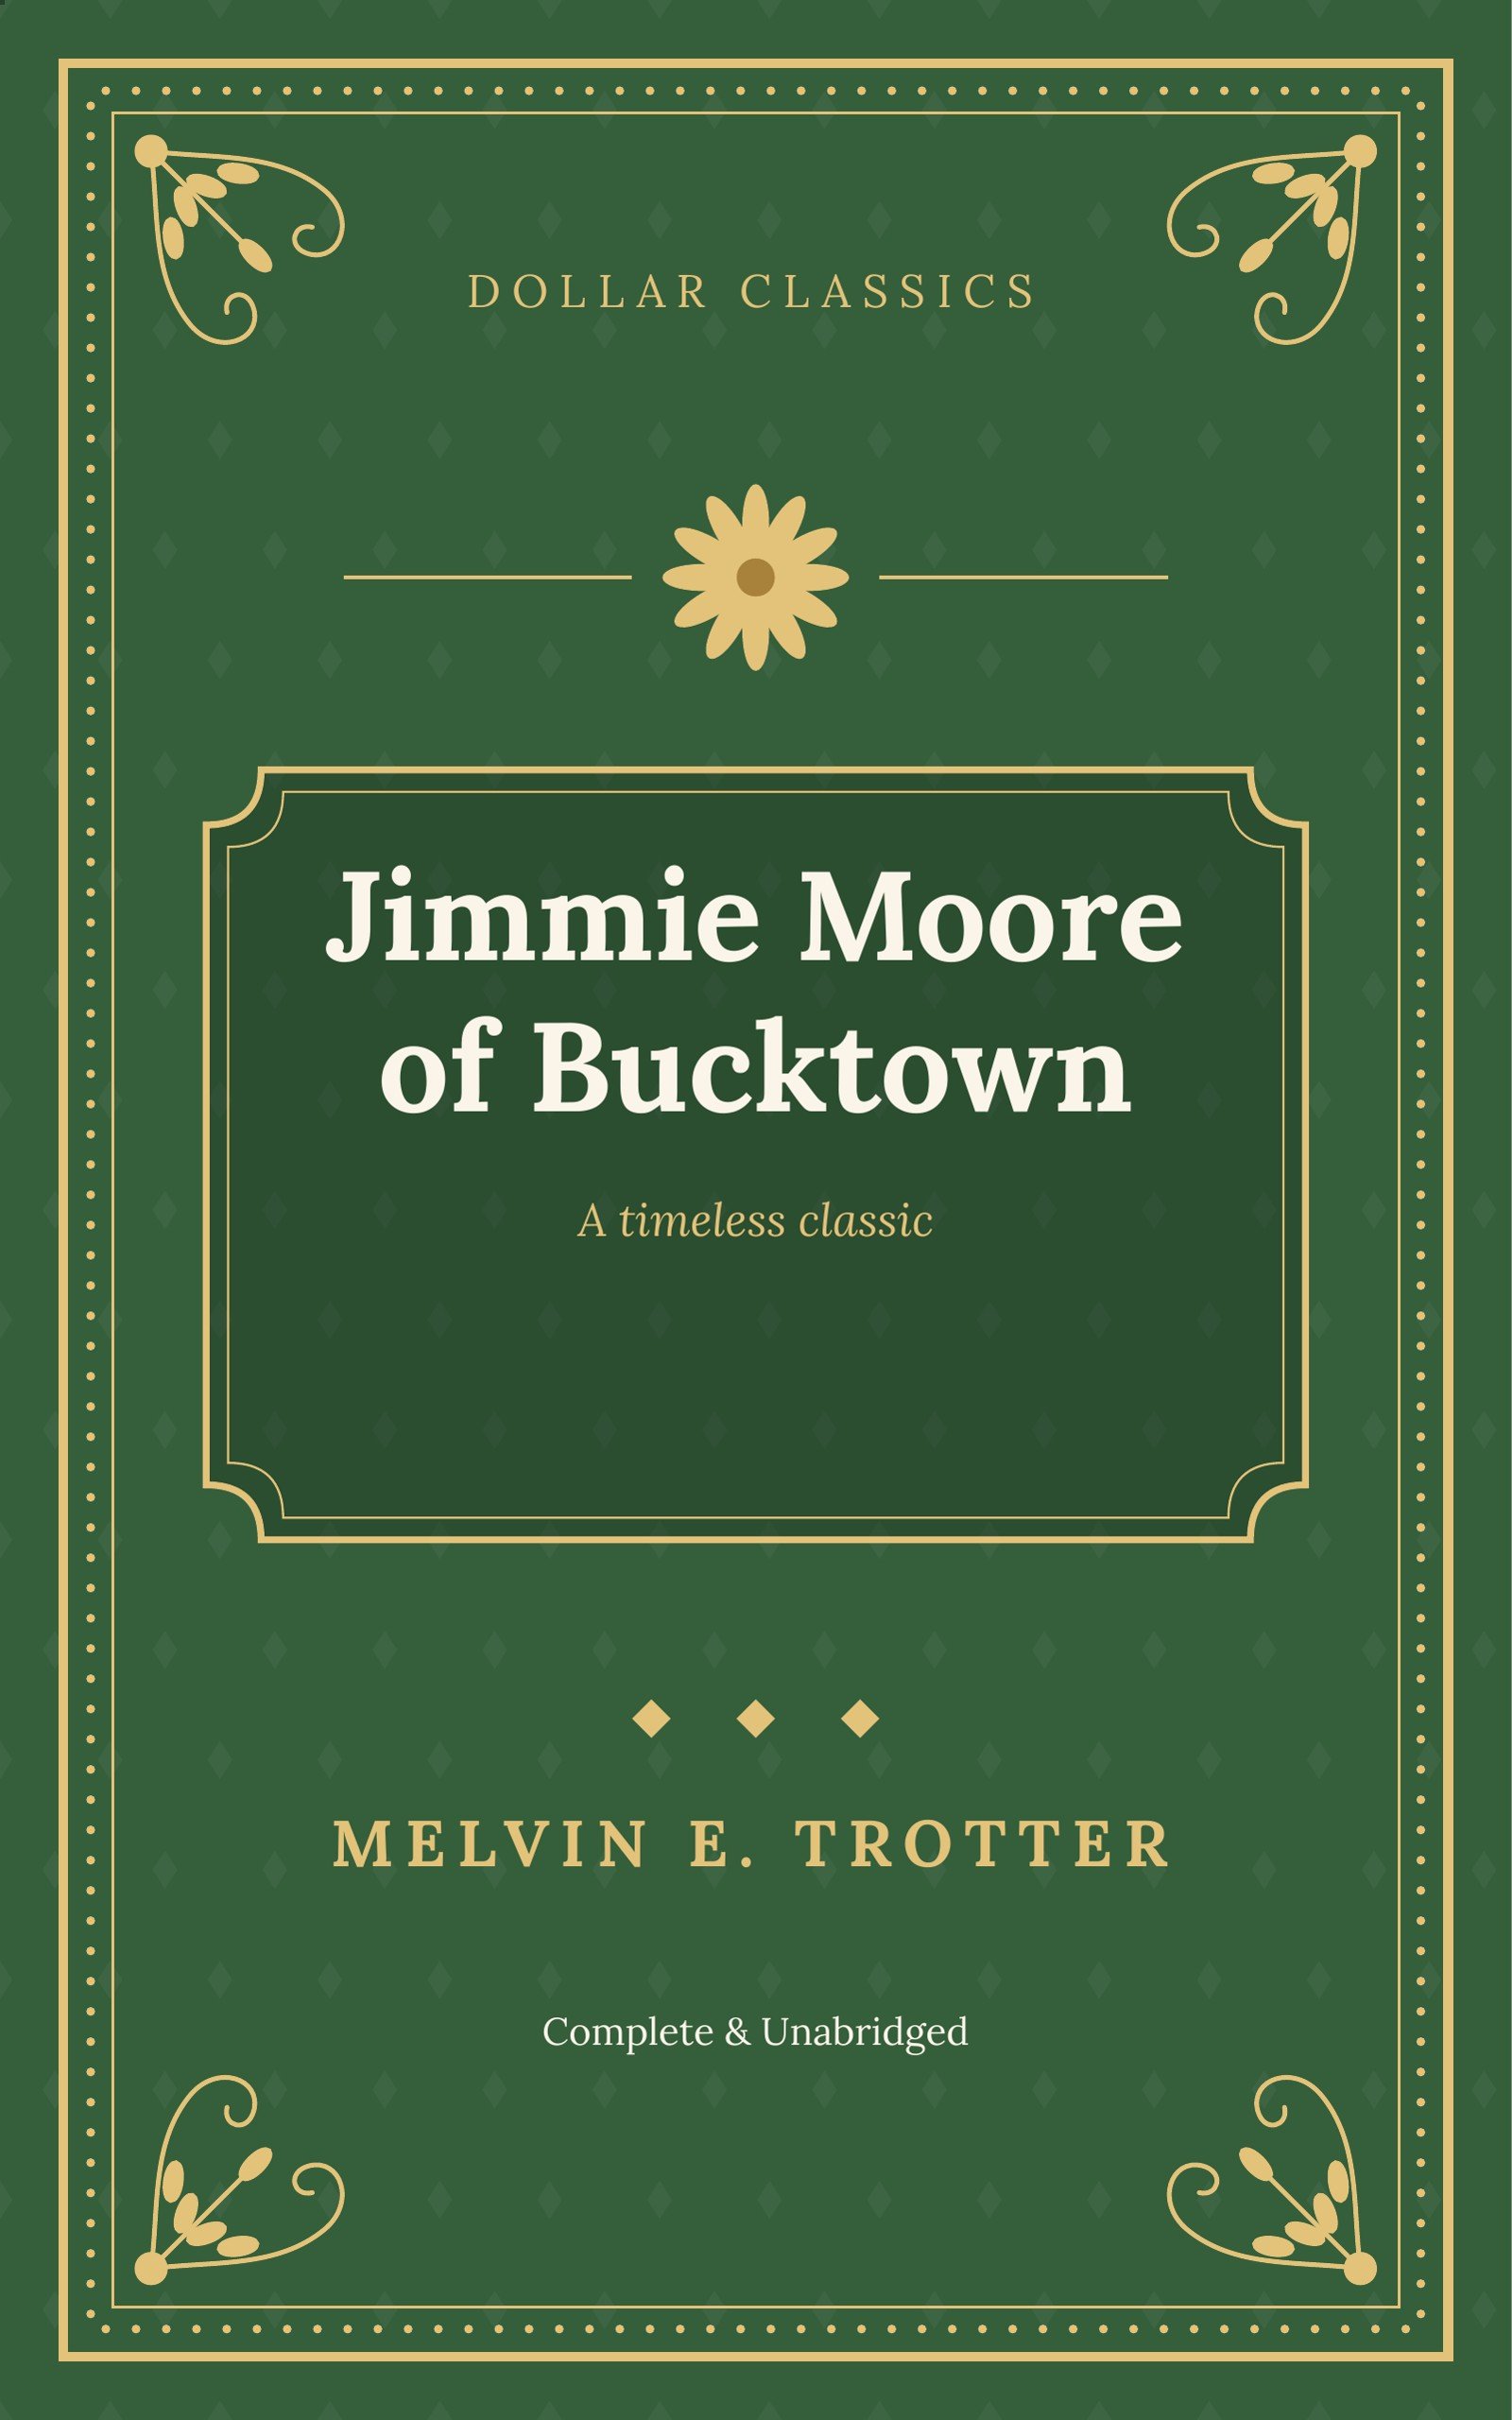 DOLLAR CLASSICS
Jimmie Moore
of Bucktown
A timeless classic
MELVIN E. TROTTER
Complete & Unabridged